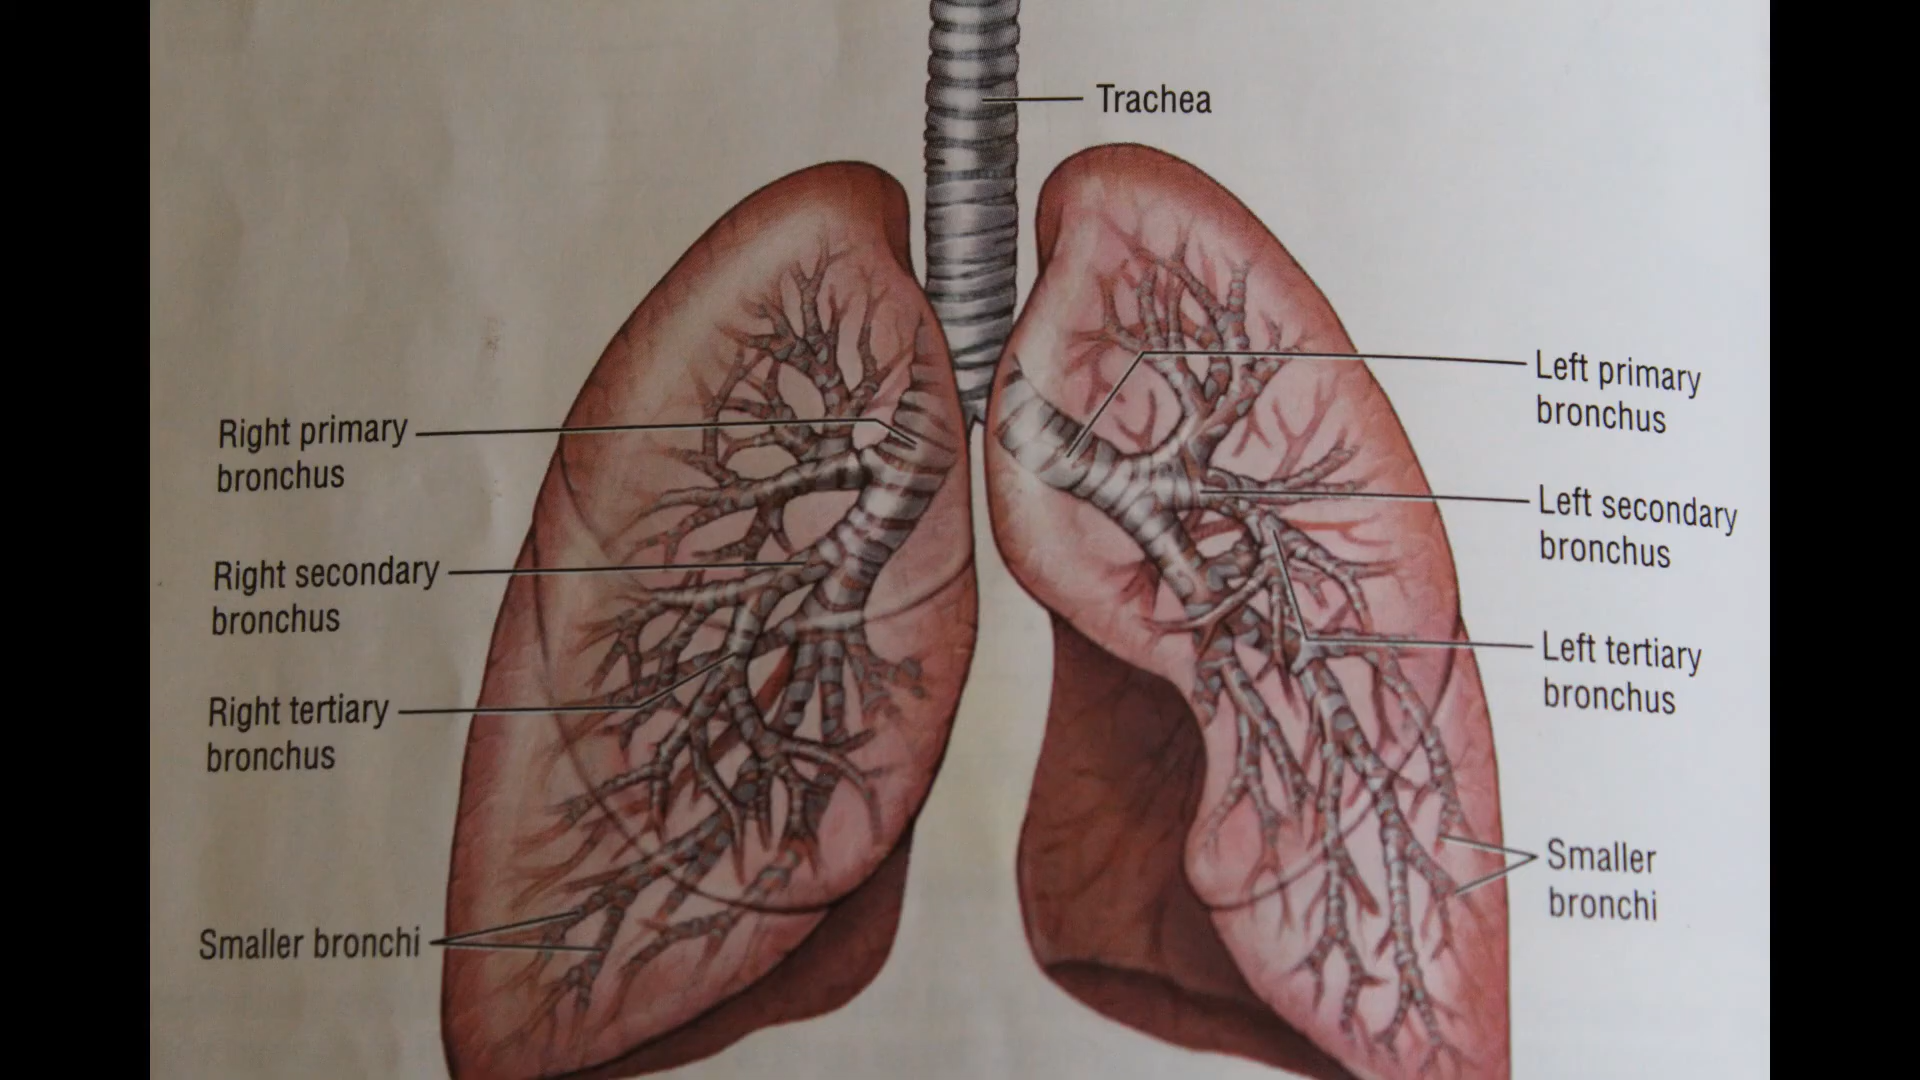 Trachea
Right primary
bronchus
Right secondary
bronchus
Right tertiary
bronchus
Smaller bronchi
Left primary
bronchus
Left secondary
bronchus
Left tertiary
bronchus
Smaller
bronchi